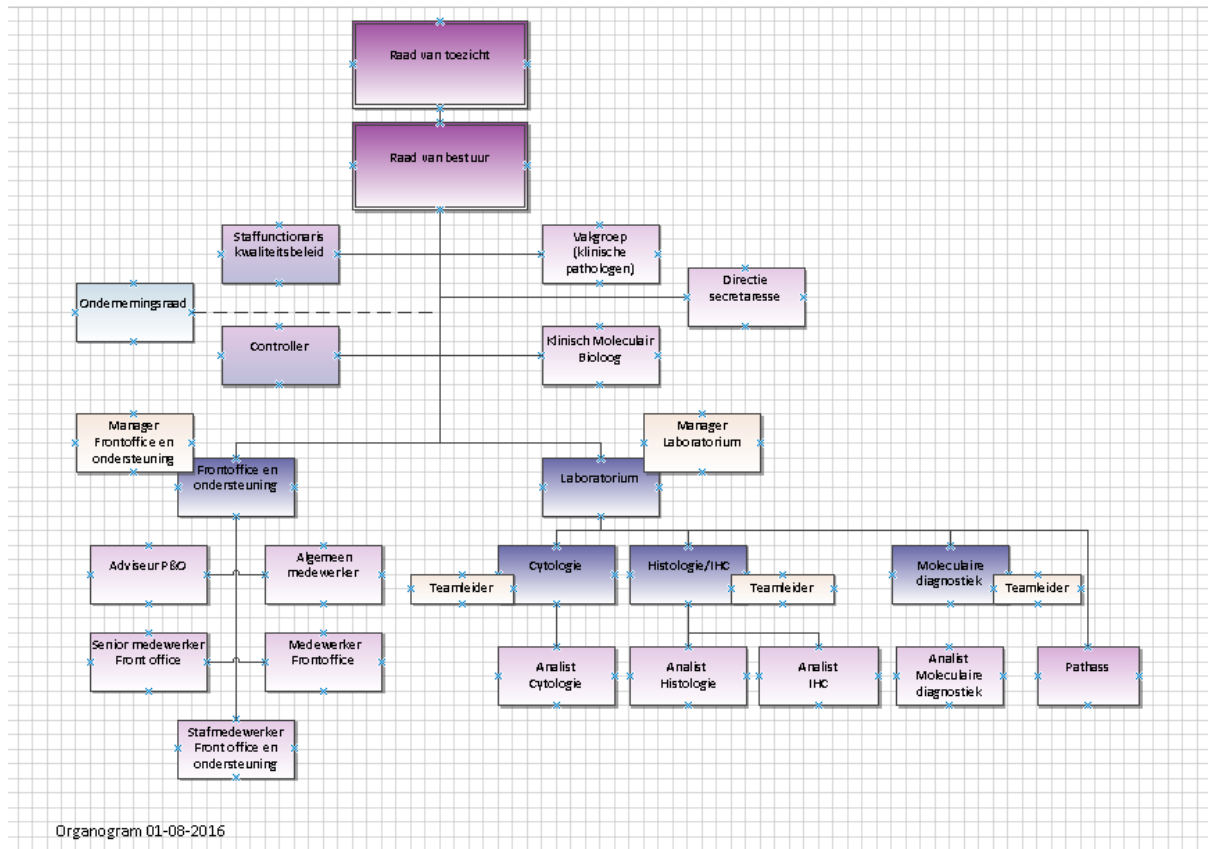 Raad van toezicht
Raad van bestuur
Staffunctionaris
kwaliteitsbeleid
Vakgroep
(klinische
pathologen)
Directie
secretaresse
Ondernemingsraad
Controller
Klinisch Moleculair
Bioloog
Manager
Frontoffice en
ondersteuning
Manager
Laboratorium
Frontoffice en
ondersteuning
Laboratorium
Adviseur P&O
Algemeen
medewerker
Cytologie
Teamleider
Histologie/IHC
Teamleider
Moleculaire
diagnostiek
Teamleider
Senior medewerker
Front office
Medewerker
Frontoffice
Analist
Cytologie
Analist
Histologie
Analist
IHC
Analist
Moleculaire
diagnostiek
Pathass
Stafmedewerker
Front office en
ondersteuning
Organogram 01-08-2016